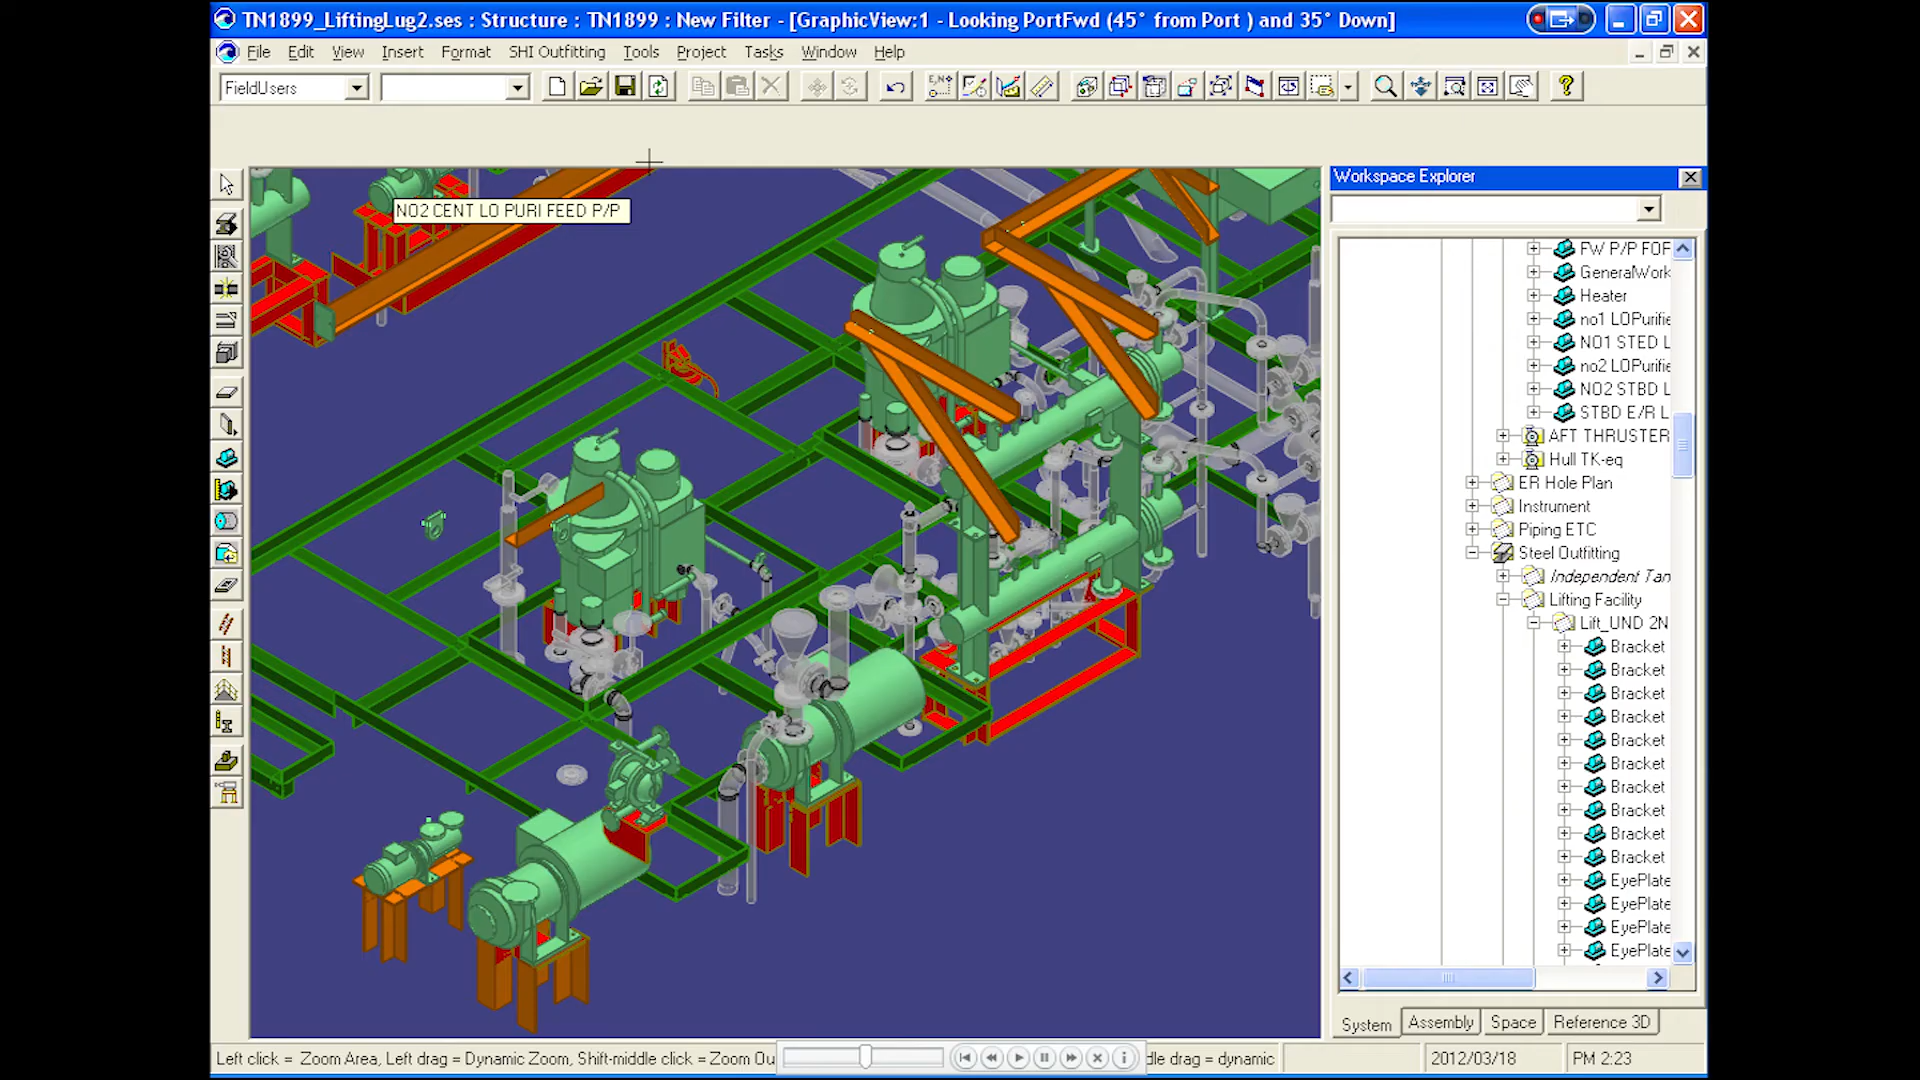 TN1899_LiftingLug2.ses : Structure : TN1899 : New Filter - [GraphicView:1 - Looking PortFwd (45° from Port ) and 35° Down]
File Edit View Insert Format SHI Outfitting Tools Project Tasks Window Help
FieldUsers
Workspace Explorer
NO2 CENT LO PURI FEED P/P
FW P/P FOF
GeneralWork
Heater
no1 LOPurifie
NO1 STED L
no2 LOPurifie
NO2 STBD L
STBD E/R L
AFT THRUSTER
Hull TK-eq
ER Hole Plan
Instrument
Piping ETC
Steel Outfitting
Independent Tan
Lifting Facility
Lift_UND 2N
Bracket
Bracket
Bracket
Bracket
Bracket
Bracket
Bracket
Bracket
Bracket
Bracket
EyePlate
EyePlate
EyePlate
EyePlate
System Assembly Space Reference 3D
Left click = Zoom Area, Left drag = Dynamic Zoom, Shift-middle click = Zoom Ou
dle drag = dynamic
2012/03/18
PM 2:23